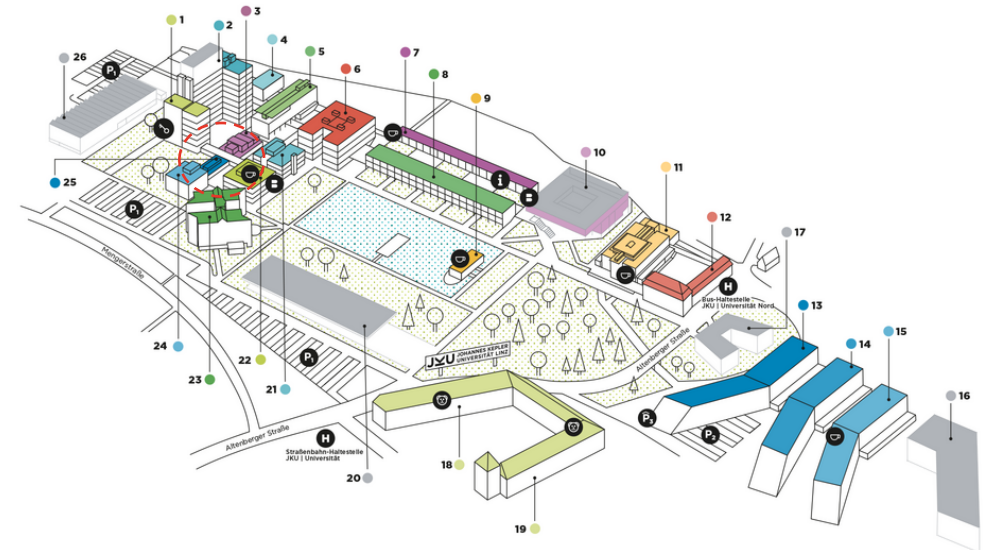 1
2
3
4
5
6
7
8
9
10
11
12
13
14
15
16
17
18
19
20
21
22
23
24
25
26
P1
P1
P1
P2
P3
i
H
Bus-Haltestelle
JKU | Universität Nord
H
Straßenbahn-Haltestelle
JKU | Universität
Mengerstraße
Altenberger Straße
Altenberger Straße
JKU JOHANNES KEPLER
UNIVERSITÄT LINZ